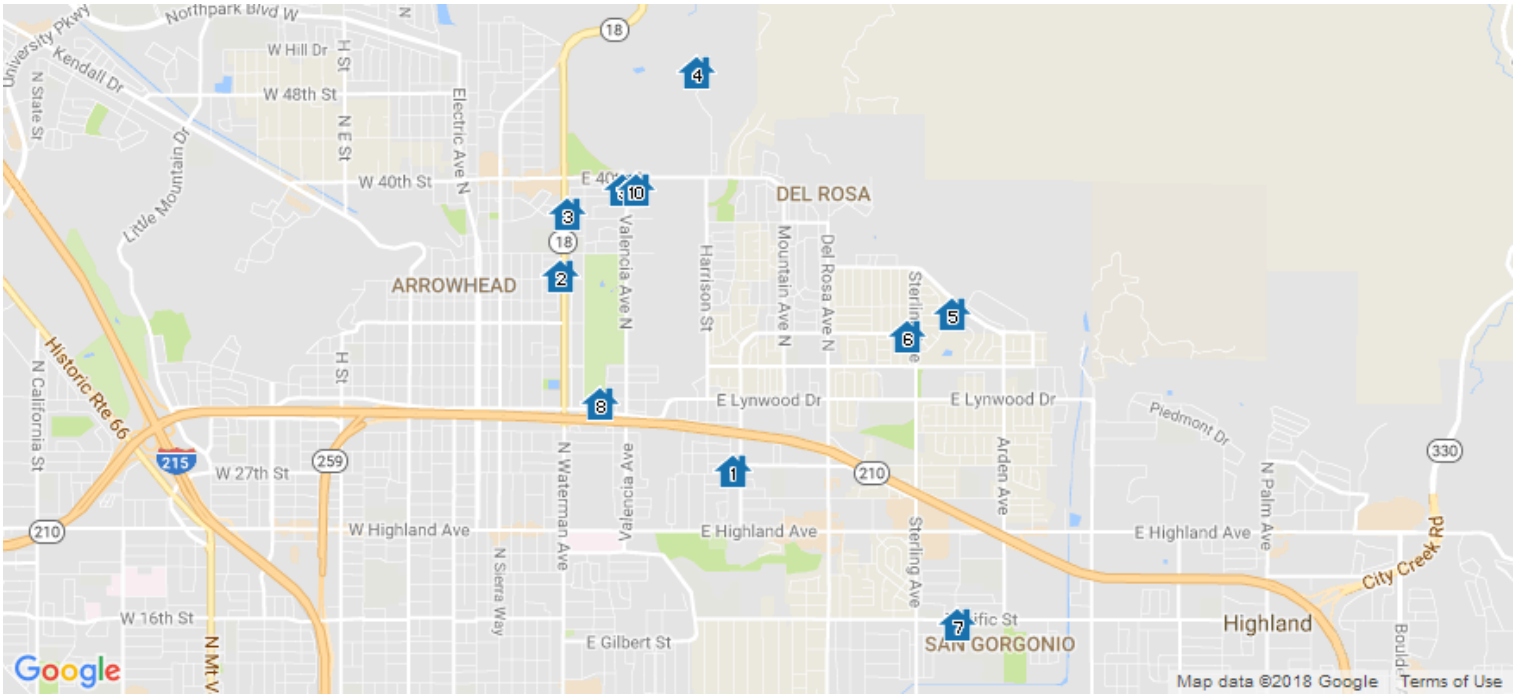 Northpark Blvd W
N
18
University Pkwy
W Hill Dr
H St
Kendall Dr
4
N State St
W 48th St
Electric Ave N
N E St
Little Mountain Dr
W 40th St
E 40
10
DEL ROSA
3
18
Valencia Ave N
Mountain Ave N
Del Rosa Ave N
Harrison St
ARROWHEAD
2
Sterlin
e
5
6
Historic Rte 66
N California St
H St
8
E Lynwood Dr
E Lynwood Dr
Piedmont Dr
215
259
W 27th St
N Waterman Ave
Valencia Ave
1
210
Arden Ave
N Palm Ave
330
210
W Highland Ave
E Highland Ave
E Highland Ave
Sterling Ave
N Sierra Way
City Creek Rd
W 16th St
E Gilbert St
7
ific St
SAN GORGONIO
Highland
N Mt V
Boulde
Google
Map data ©2018 Google
Terms of Use